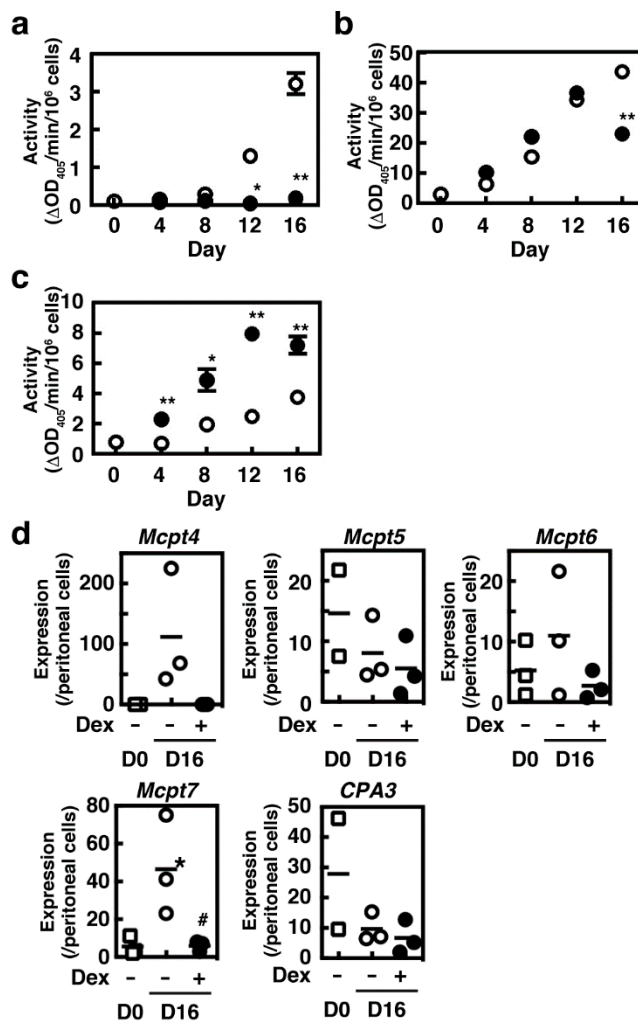 a
Activity
(ΔOD405/min/10⁶ cells)
4
3
2
1
0
*
**
0 4 8 12 16
Day
b
Activity
(ΔOD405/min/10⁶ cells)
50
40
30
20
10
0
**
0 4 8 12 16
Day
c
Activity
(ΔOD405/min/10⁶ cells)
10
8
6
4
2
0
** * ** **
0 4 8 12 16
Day
d
Mcpt4
Expression
(/peritoneal cells)
200
100
0
Dex − − +
D0 D16
Mcpt5
Expression
(/peritoneal cells)
20
10
0
− − +
D0 D16
Mcpt6
Expression
(/peritoneal cells)
20
10
0
− − +
D0 D16
Mcpt7
Expression
(/peritoneal cells)
80
60
40
20
0
*
#
Dex − − +
D0 D16
CPA3
Expression
(/peritoneal cells)
50
40
30
20
10
0
− − +
D0 D16